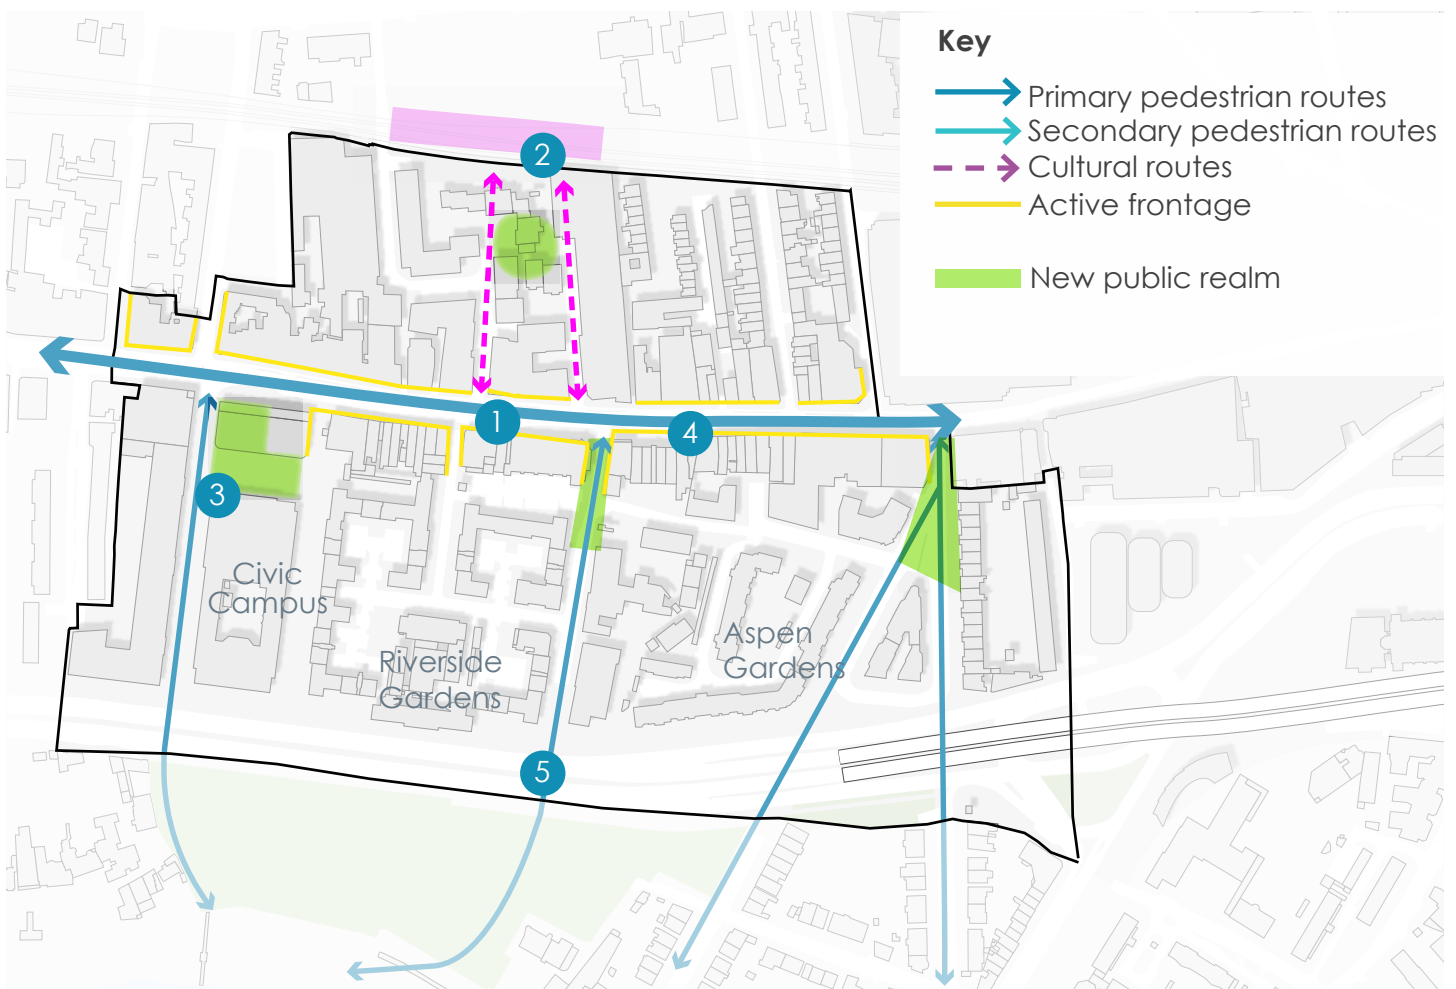 Key
Primary pedestrian routes
Secondary pedestrian routes
Cultural routes
Active frontage
New public realm
2
1
4
3
Civic
Campus
Riverside
Gardens
Aspen
Gardens
5